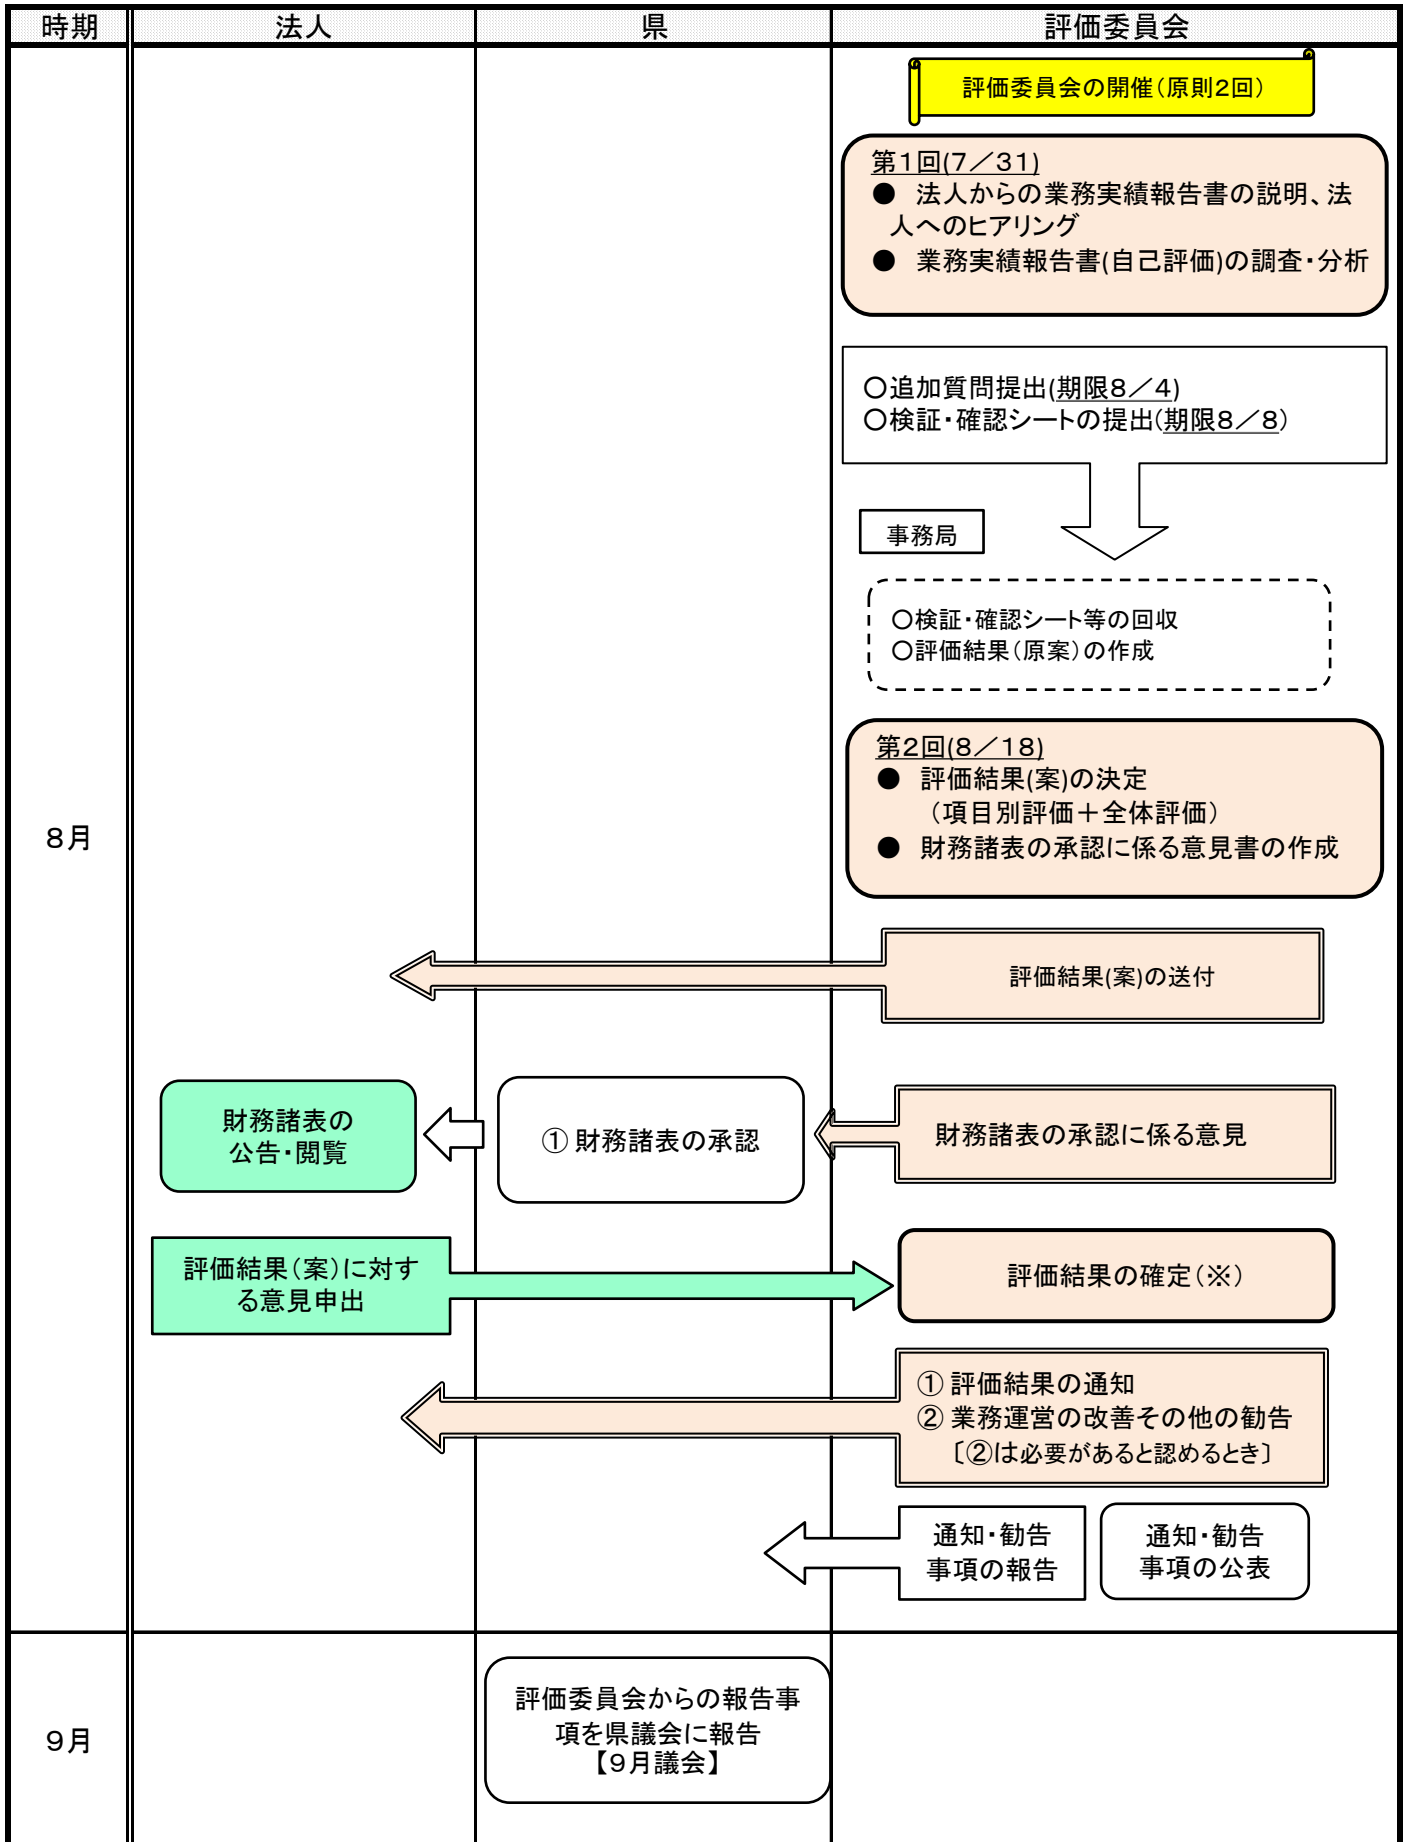 時期
法人
県
評価委員会
評価委員会の開催（原則２回）
第１回(７／３１)
●　法人からの業務実績報告書の説明、法
人へのヒアリング
●　業務実績報告書(自己評価)の調査・分析
○追加質問提出(期限８／４)
○検証・確認シートの提出（期限８／８）
事務局
○検証・確認シート等の回収
○評価結果（原案）の作成
第２回(８／１８)
●　評価結果(案)の決定
（項目別評価＋全体評価）
●　財務諸表の承認に係る意見書の作成
８月
評価結果(案)の送付
財務諸表の
公告・閲覧
① 財務諸表の承認
財務諸表の承認に係る意見
評価結果（案）に対す
る意見申出
評価結果の確定（※）
① 評価結果の通知
② 業務運営の改善その他の勧告
〔②は必要があると認めるとき〕
通知・勧告
事項の報告
通知・勧告
事項の公表
９月
評価委員会からの報告事
項を県議会に報告
【９月議会】